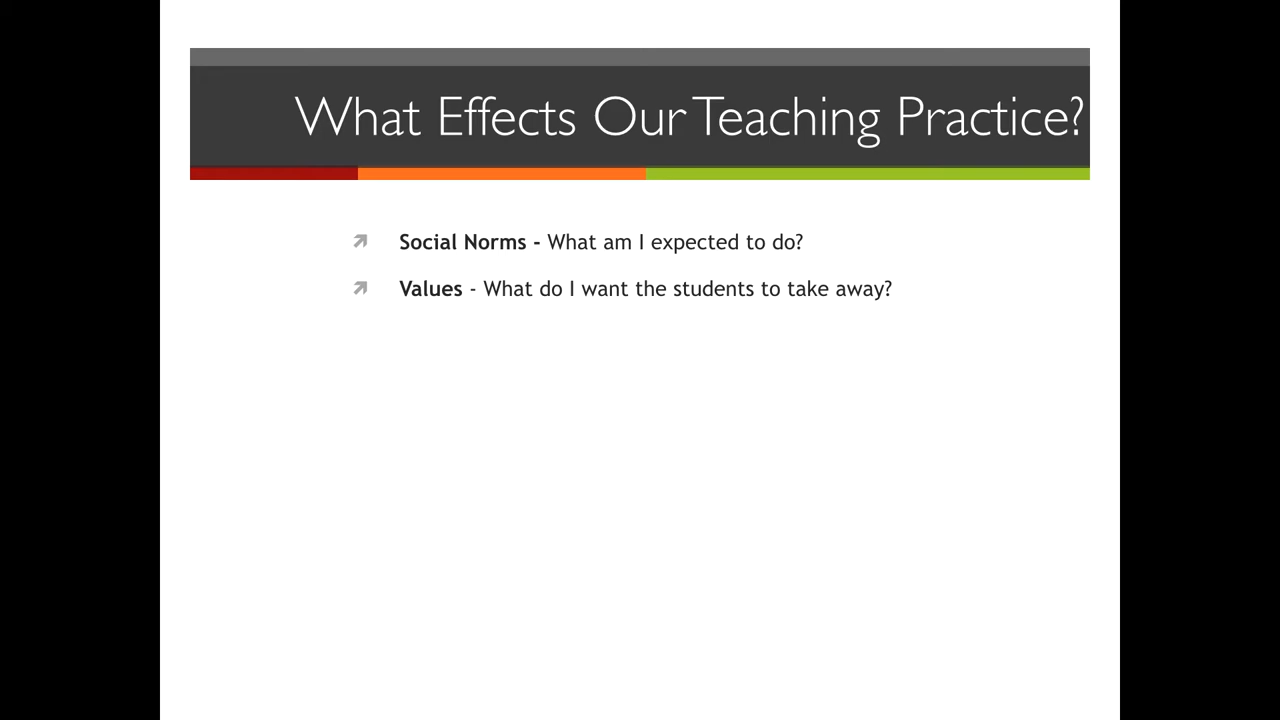 What Effects Our Teaching Practice?
Social Norms - What am I expected to do?
Values - What do I want the students to take away?